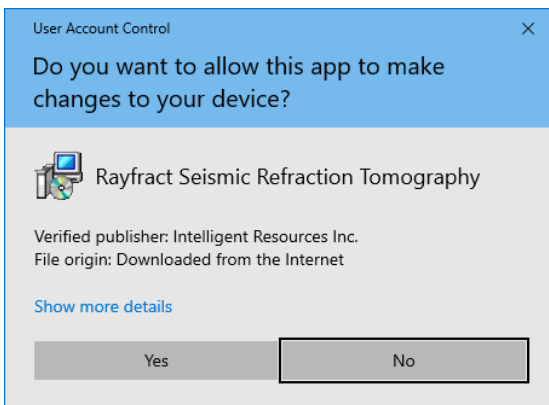 User Account Control
Do you want to allow this app to make
changes to your device?
Rayfract Seismic Refraction Tomography
Verified publisher: Intelligent Resources Inc.
File origin: Downloaded from the Internet
Show more details
Yes
No